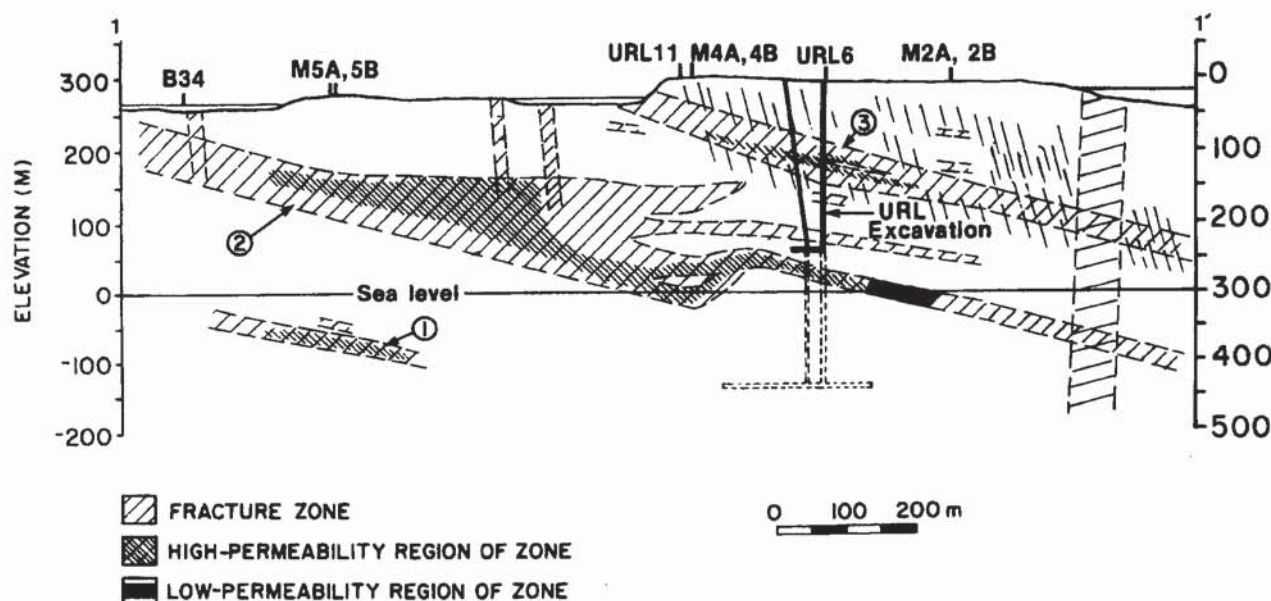 1 1'
B34 M5A, 5B URL11 M4A, 4B URL6 M2A, 2B
ELEVATION (M)
300
200
100
0
-100
-200
0
100
200
300
400
500
③
②
①
URL
Excavation
Sea level
FRACTURE ZONE
HIGH-PERMEABILITY REGION OF ZONE
LOW-PERMEABILITY REGION OF ZONE
0 100 200 m